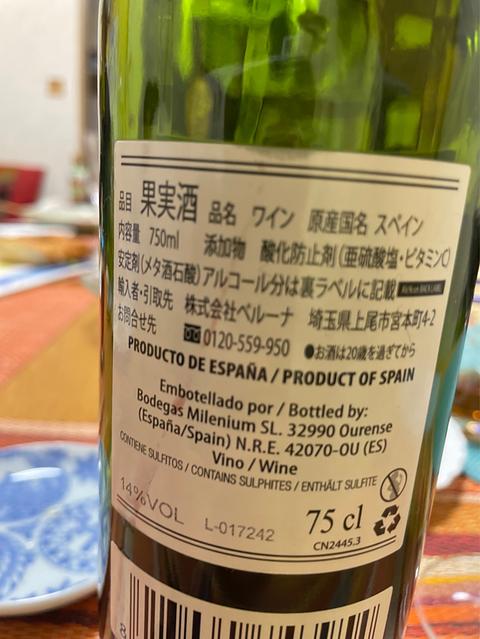 品目 果実酒 品名 ワイン 原産国名 スペイン
内容量 750ml 添加物 酸化防止剤(亜硫酸塩・ビタミンC)
安定剤(メタ酒石酸)アルコール分は裏ラベルに記載
輸入者・引取先 株式会社ベルーナ 埼玉県上尾市宮本町4-2
お問合せ先 0120-559-950 ●お酒は20歳を過ぎてから
PRODUCTO DE ESPAÑA / PRODUCT OF SPAIN
Embotellado por / Bottled by:
Bodegas Milenium SL. 32990 Ourense
(España/Spain) N.R.E. 42070-OU (ES)
Vino / Wine
CONTIENE SULFITOS / CONTAINS SULPHITES / ENTHÄLT SULFITE
14%VOL L-017242 75 cl
CN2445.3
8